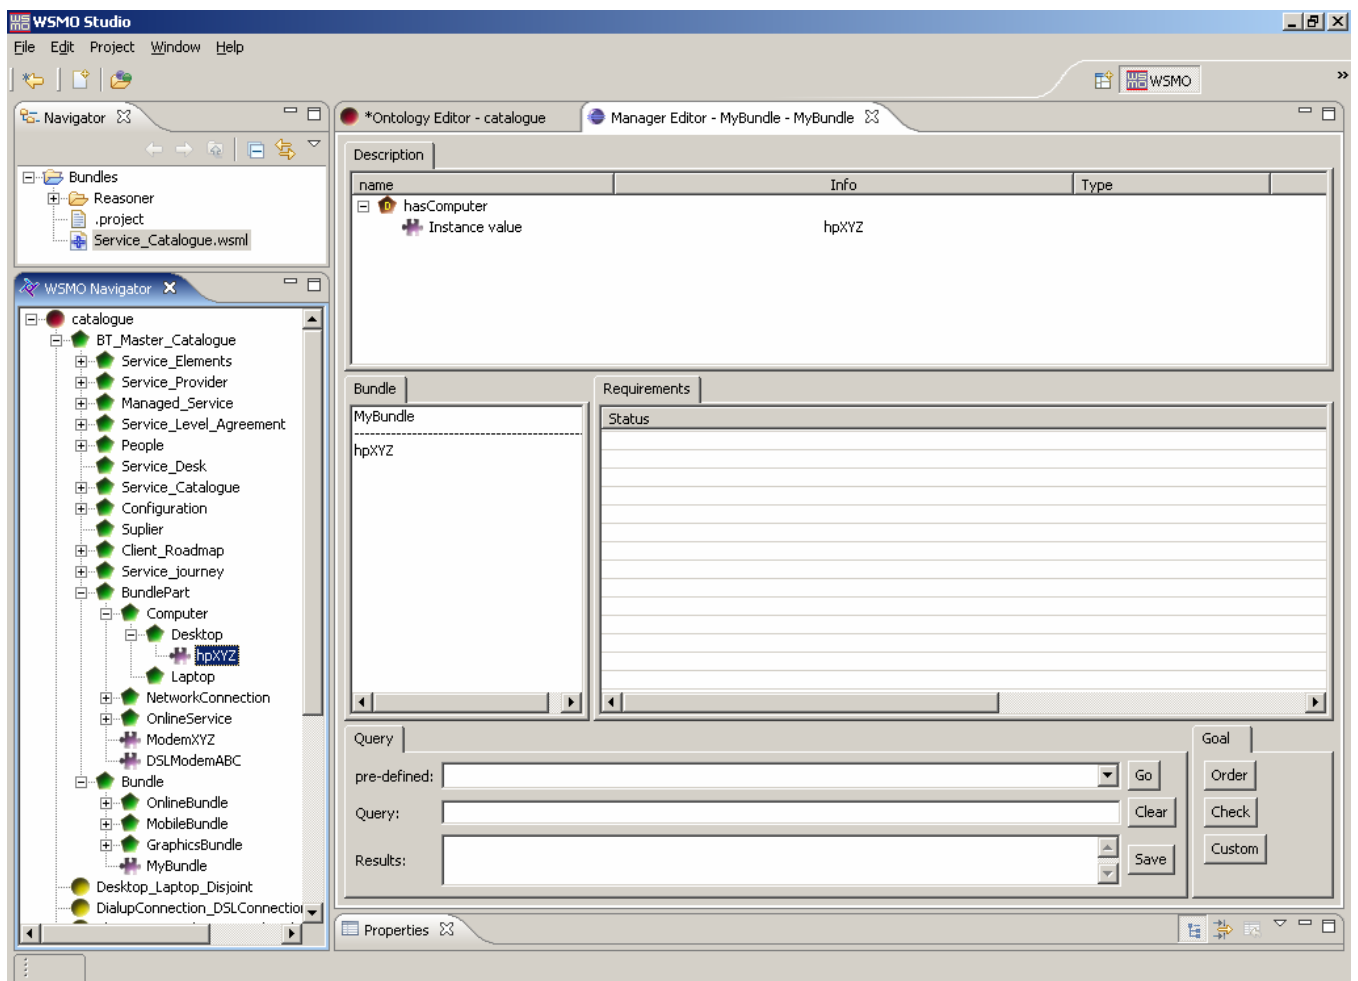 WSMO Studio
File Edit Project Window Help
WSMO
Navigator
Bundles
Reasoner
.project
Service_Catalogue.wsml
WSMO Navigator
catalogue
BT_Master_Catalogue
Service_Elements
Service_Provider
Managed_Service
Service_Level_Agreement
People
Service_Desk
Service_Catalogue
Configuration
Suplier
Client_Roadmap
Service_journey
BundlePart
Computer
Desktop
hpXYZ
Laptop
NetworkConnection
OnlineService
ModemXYZ
DSLModemABC
Bundle
OnlineBundle
MobileBundle
GraphicsBundle
MyBundle
Desktop_Laptop_Disjoint
DialupConnection_DSLConnection
*Ontology Editor - catalogue
Manager Editor - MyBundle - MyBundle
Description
name Info Type
hasComputer
Instance value hpXYZ
Bundle
MyBundle
hpXYZ
Requirements
Status
Query
pre-defined: Go
Query: Clear
Results: Save
Goal
Order
Check
Custom
Properties